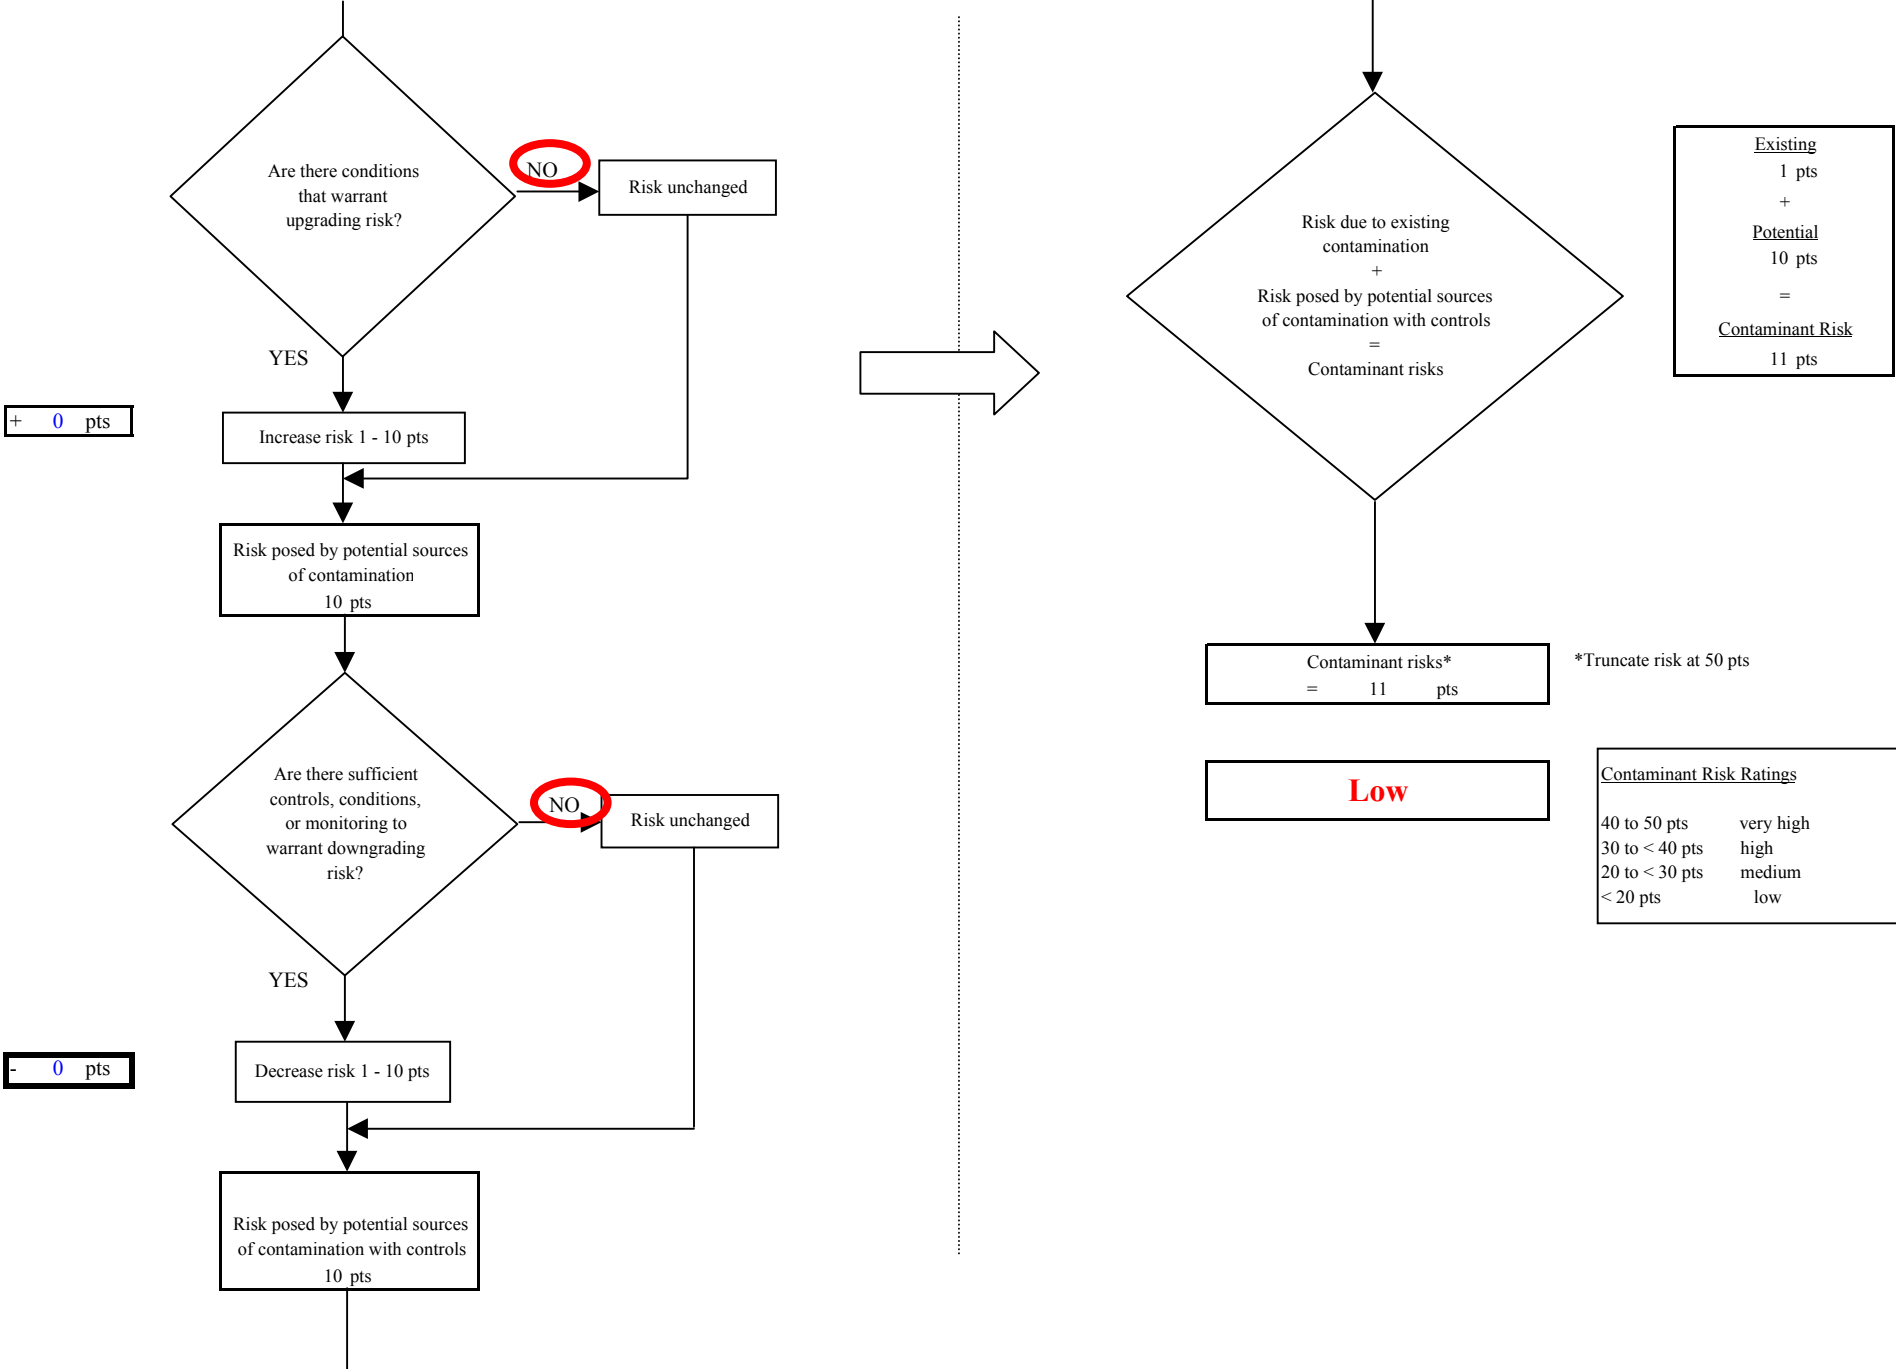 Are there conditions
that warrant
upgrading risk?
NO
Risk unchanged
YES
+ 0 pts
Increase risk 1 - 10 pts
Risk posed by potential sources
of contamination
10 pts
Are there sufficient
controls, conditions,
or monitoring to
warrant downgrading
risk?
NO
Risk unchanged
YES
- 0 pts
Decrease risk 1 - 10 pts
Risk posed by potential sources
of contamination with controls
10 pts
Risk due to existing
contamination
+
Risk posed by potential sources
of contamination with controls
=
Contaminant risks
Existing
1 pts
+
Potential
10 pts
=
Contaminant Risk
11 pts
Contaminant risks*
= 11 pts
*Truncate risk at 50 pts
Low
Contaminant Risk Ratings
40 to 50 pts very high
30 to < 40 pts high
20 to < 30 pts medium
< 20 pts low